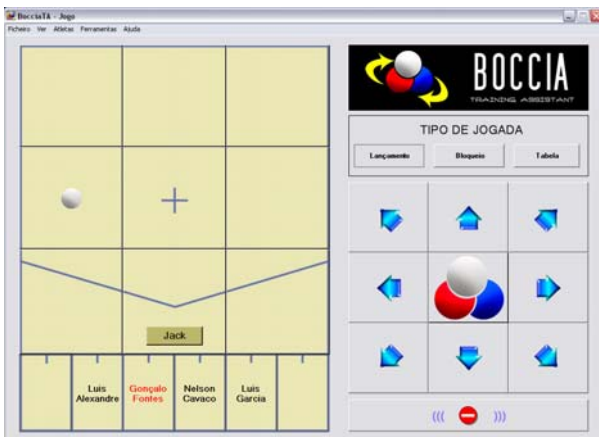 BocciaTA - Jogo
Ficheiro Ver Atletas Ferramentas Ajuda
BOCCIA
TRAINING ASSISTANT
TIPO DE JOGADA
Lançamento Bloqueio Tabela
Jack
Luis Alexandre
Gonçalo Fontes
Nelson Cavaco
Luis Garcia